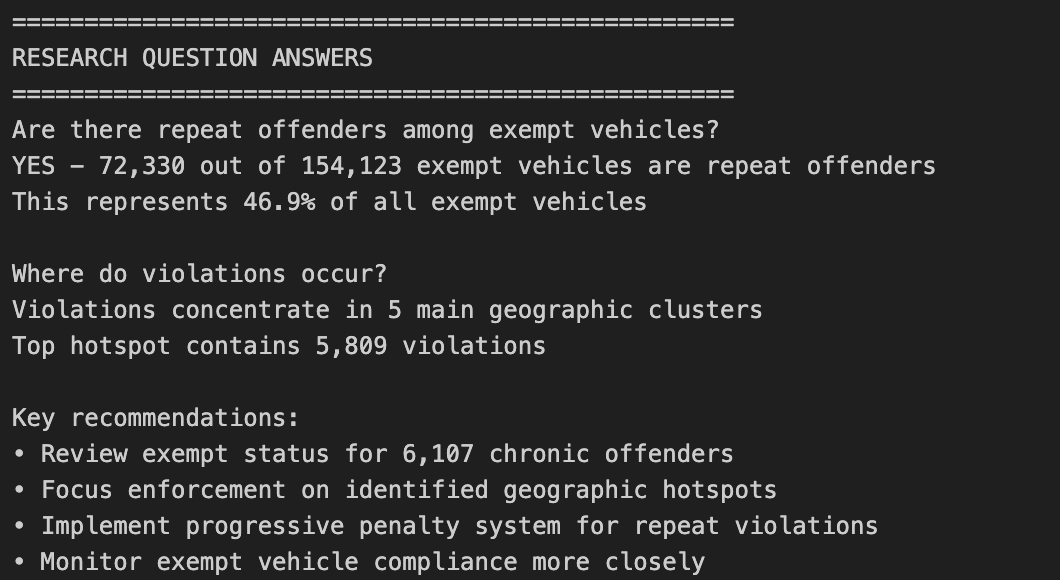 ==================================================
RESEARCH QUESTION ANSWERS
==================================================
Are there repeat offenders among exempt vehicles?
YES – 72,330 out of 154,123 exempt vehicles are repeat offenders
This represents 46.9% of all exempt vehicles
Where do violations occur?
Violations concentrate in 5 main geographic clusters
Top hotspot contains 5,809 violations
Key recommendations:
• Review exempt status for 6,107 chronic offenders
• Focus enforcement on identified geographic hotspots
• Implement progressive penalty system for repeat violations
• Monitor exempt vehicle compliance more closely